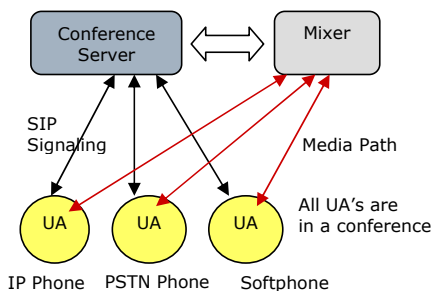 Conference
Server
Mixer
SIP
Signaling
Media Path
UA
UA
UA
All UA's are
in a conference
IP Phone
PSTN Phone
Softphone